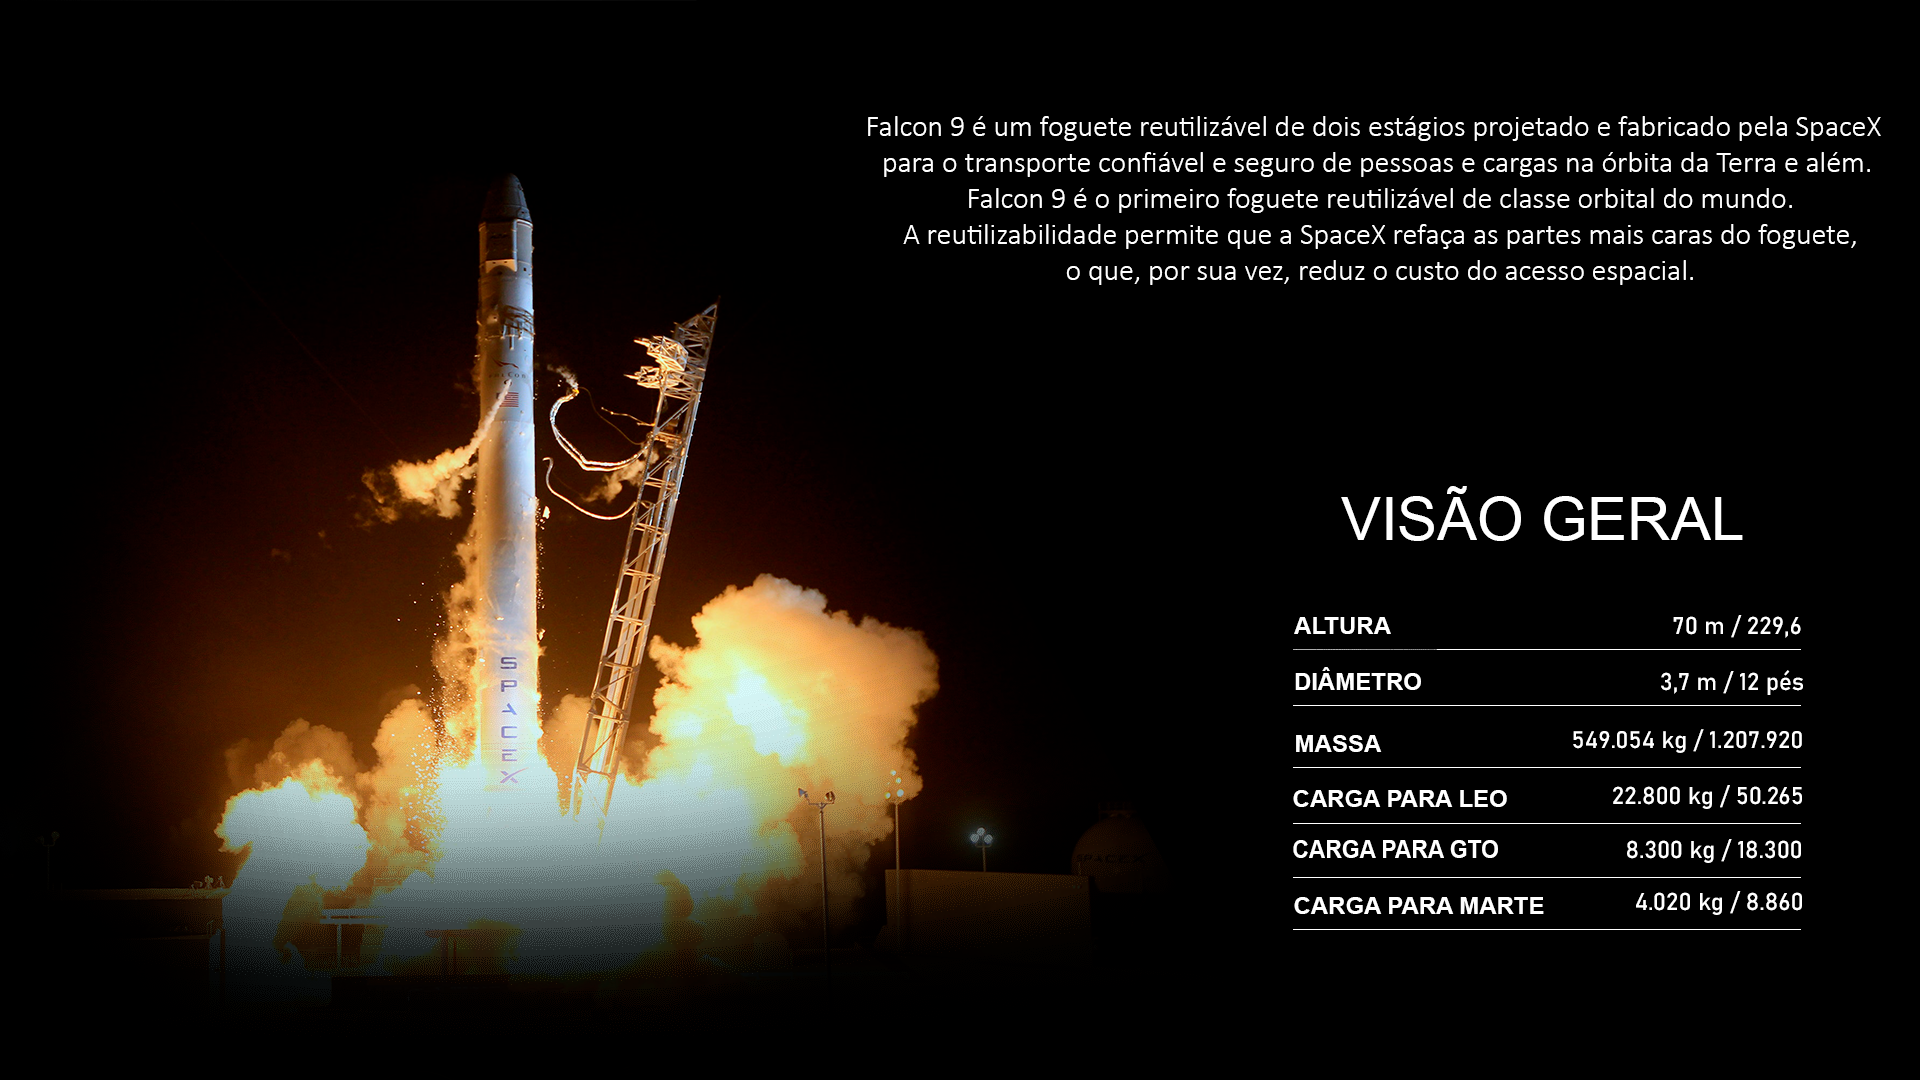 Falcon 9 é um foguete reutilizável de dois estágios projetado e fabricado pela SpaceX
para o transporte confiável e seguro de pessoas e cargas na órbita da Terra e além.
Falcon 9 é o primeiro foguete reutilizável de classe orbital do mundo.
A reutilizabilidade permite que a SpaceX refaça as partes mais caras do foguete,
o que, por sua vez, reduz o custo do acesso espacial.
FALCON
9
SPACEX
SPACEX
VISÃO GERAL
ALTURA 70 m / 229,6
DIÂMETRO 3,7 m / 12 pés
MASSA 549.054 kg / 1.207.920
CARGA PARA LEO 22.800 kg / 50.265
CARGA PARA GTO 8.300 kg / 18.300
CARGA PARA MARTE 4.020 kg / 8.860